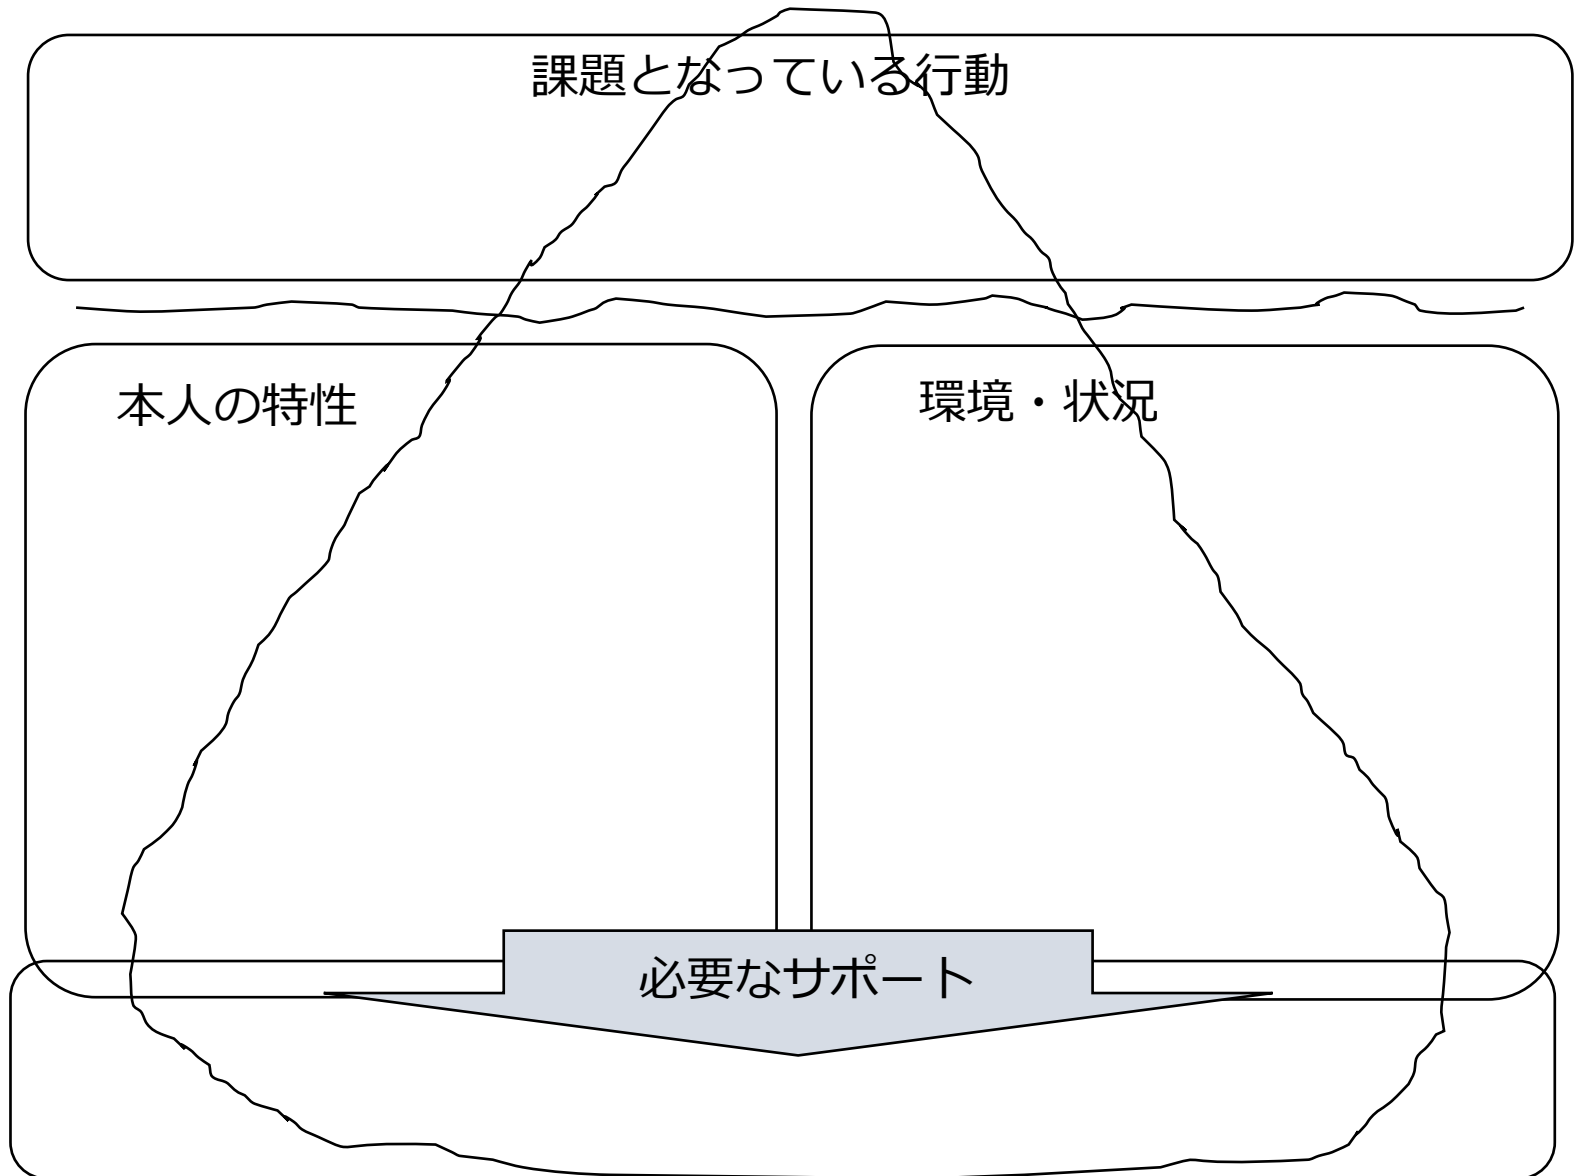 課題となっている行動
本人の特性
環境・状況
必要なサポート